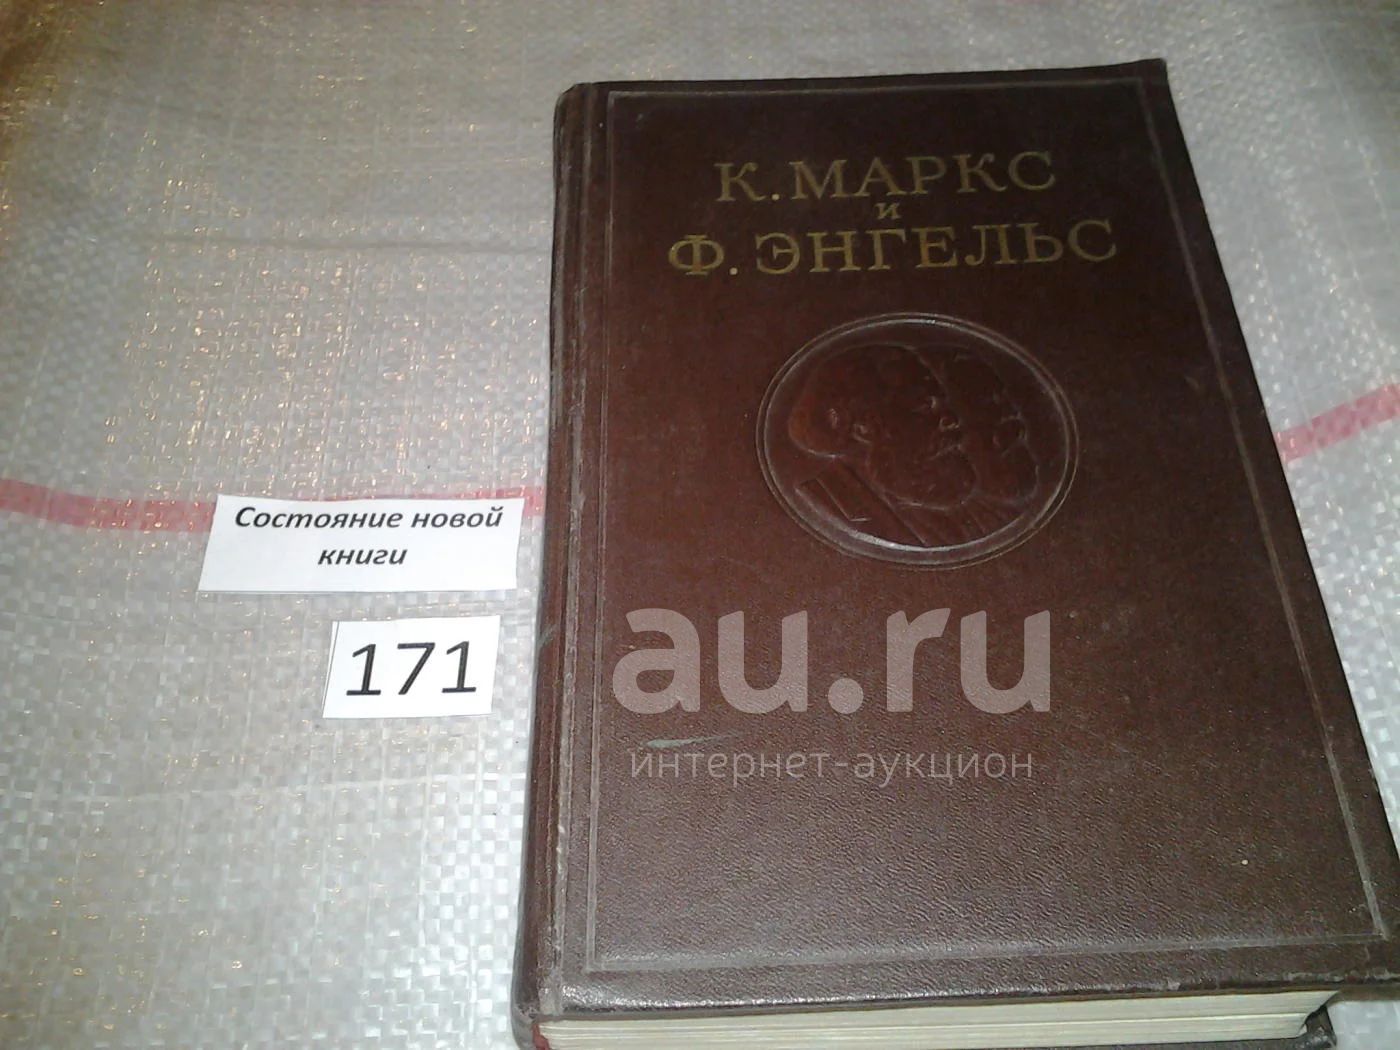 К. МАРКС
и
Ф. ЭНГЕЛЬС
Состояние новой
книги
171
au.ru
интернет-аукцион